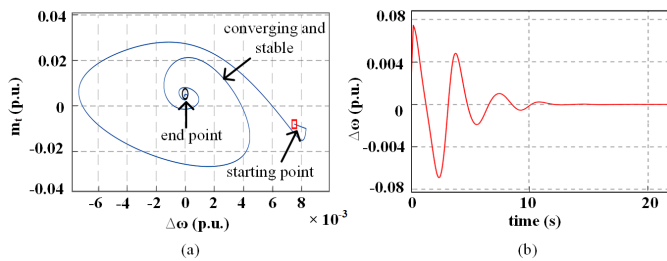 0.04
0.02
0
-0.02
0.04
m_t (p.u.)
converging and
stable
end point
starting point
-6 -4 -2 0 2 4 6 8
× 10⁻³
Δω (p.u.)
(a)
0.08
0.004
0
-0.004
-0.08
Δω (p.u.)
0 10 20
time (s)
(b)